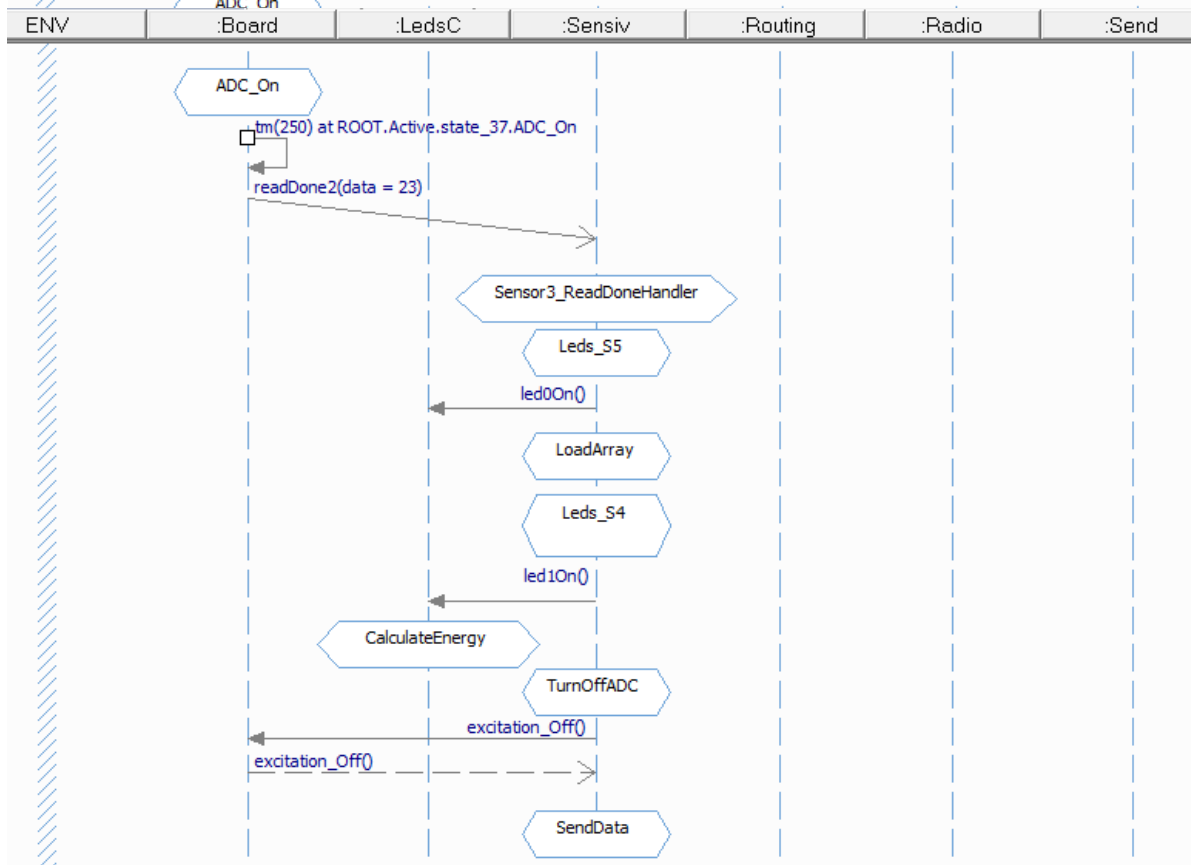 ADC_On
ENV :Board :LedsC :Sensiv :Routing :Radio :Send
ADC_On
tm(250) at ROOT.Active.state_37.ADC_On
readDone2(data = 23)
Sensor3_ReadDoneHandler
Leds_S5
led0On()
LoadArray
Leds_S4
led1On()
CalculateEnergy
TurnOffADC
excitation_Off()
excitation_Off()
SendData